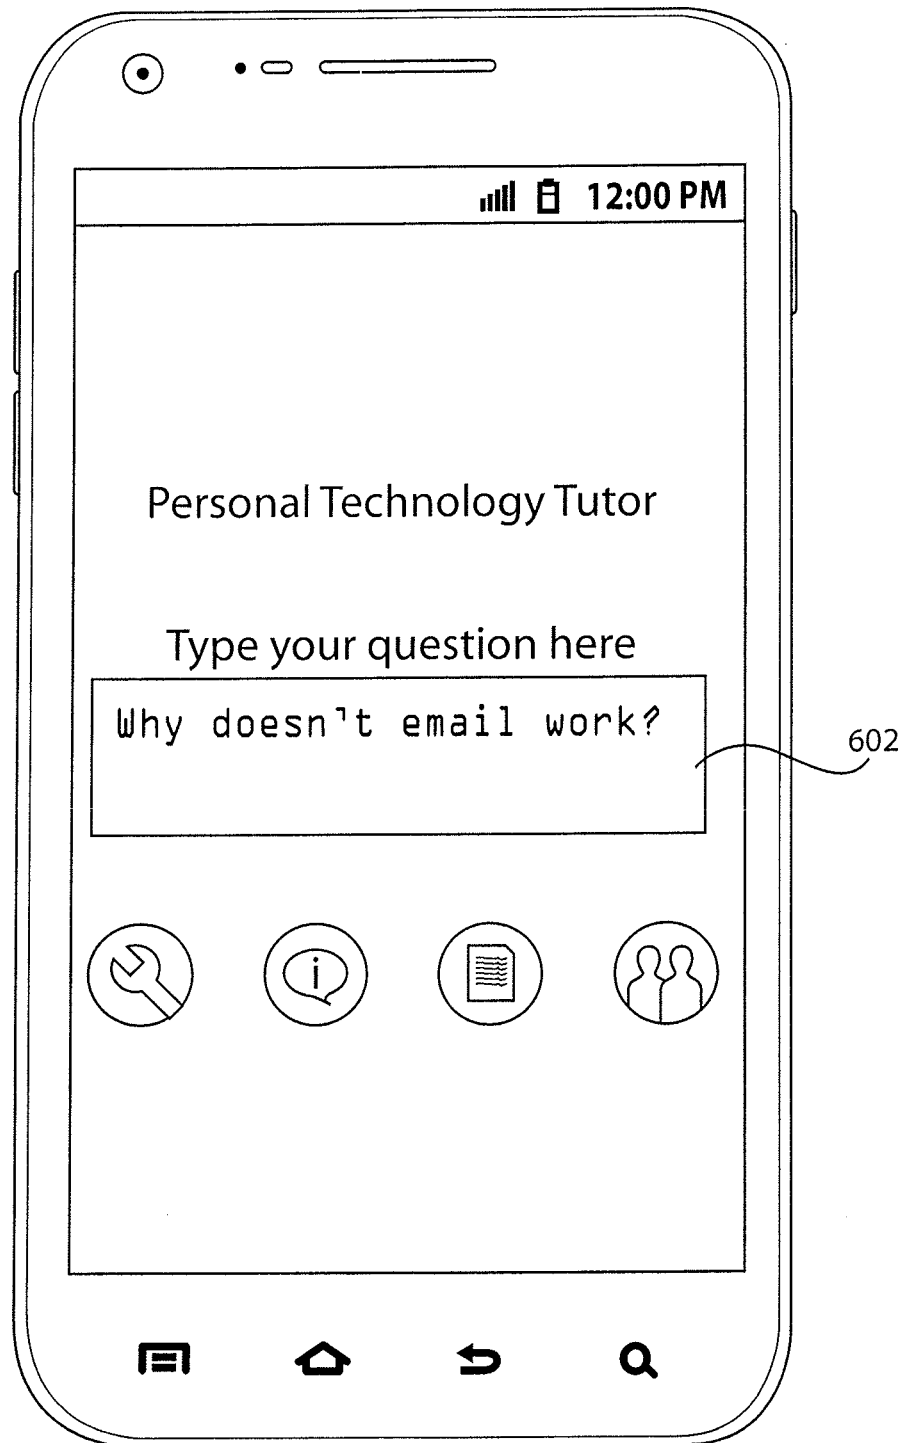 12:00 PM
Personal Technology Tutor
Type your question here
Why doesn't email work?
602
i